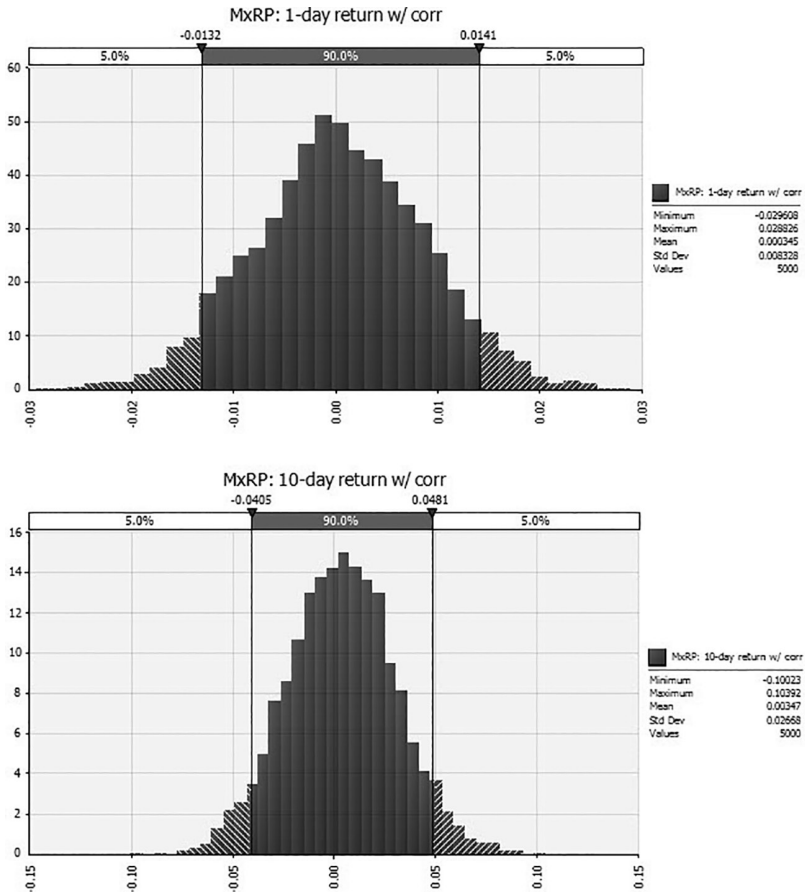 MxRP: 1-day return w/ corr
-0.0132 0.0141
5.0% 90.0% 5.0%
60
50
40
30
20
10
0
-0.03 -0.02 -0.01 0.00 0.01 0.02 0.03
MxRP: 1-day return w/ corr
Minimum -0.029608
Maximum 0.028826
Mean 0.000345
Std Dev 0.008328
Values 5000
MxRP: 10-day return w/ corr
-0.0405 0.0481
5.0% 90.0% 5.0%
16
14
12
10
8
6
4
2
0
-0.15 -0.10 -0.05 0.00 0.05 0.10 0.15
MxRP: 10-day return w/ corr
Minimum -0.10023
Maximum 0.10392
Mean 0.00347
Std Dev 0.02668
Values 5000